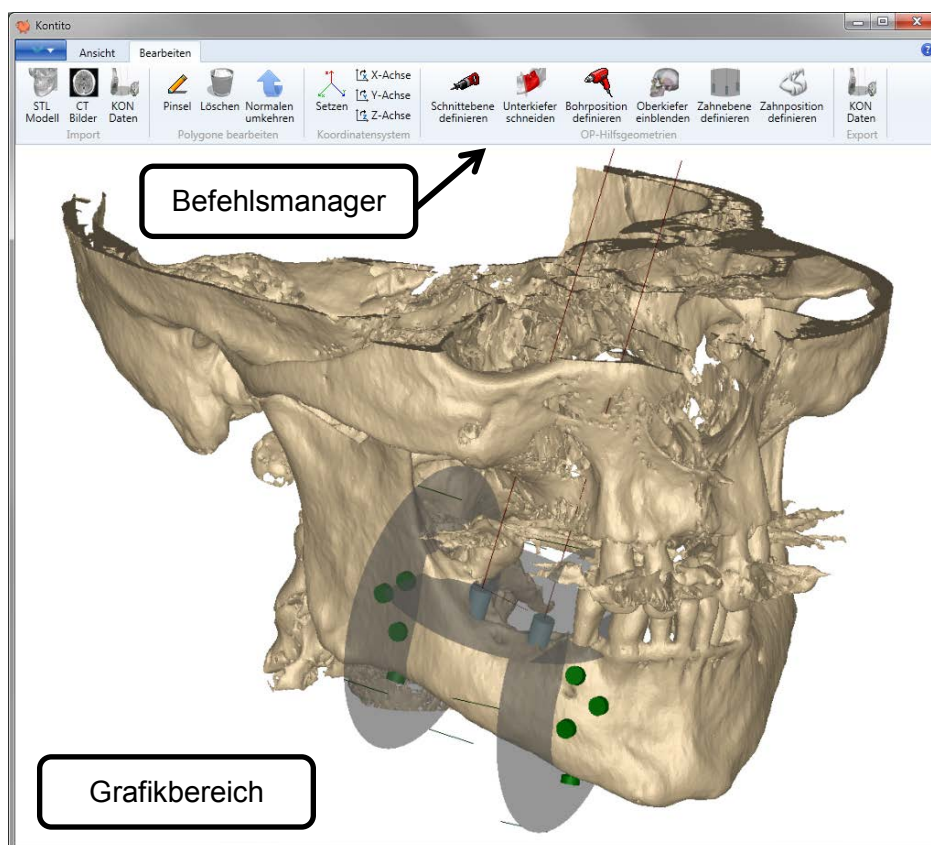 Kontito
Ansicht Bearbeiten
STL Modell
CT Bilder
KON Daten
Import
Pinsel
Löschen
Normalen umkehren
Polygone bearbeiten
Setzen
X-Achse
Y-Achse
Z-Achse
Koordinatensystem
Schnittebene definieren
Unterkiefer schneiden
Bohrposition definieren
Oberkiefer einblenden
Zahnebene definieren
Zahnposition definieren
OP-Hilfsgeometrien
KON Daten
Export
Befehlsmanager
Grafikbereich